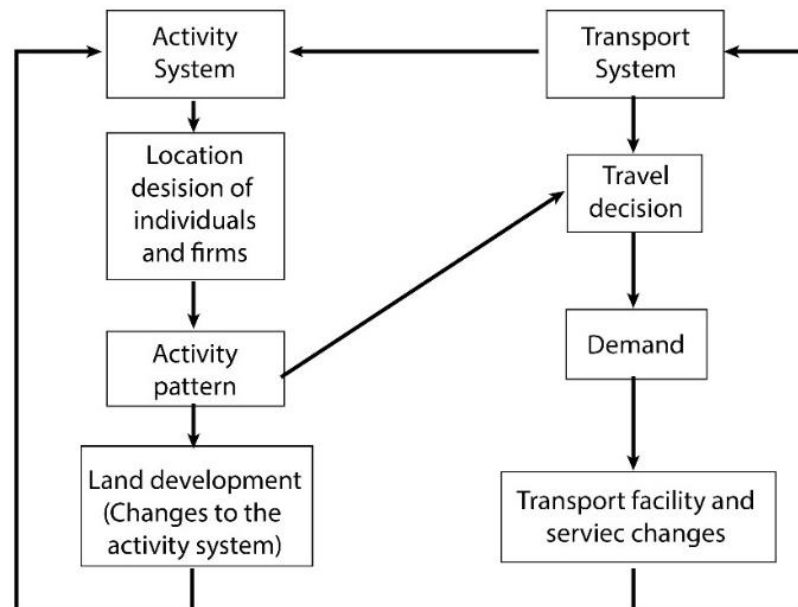 Activity
System
Transport
System
Location
desision of
individuals
and firms
Travel
decision
Activity
pattern
Demand
Land development
(Changes to the
activity system)
Transport facility and
serviec changes